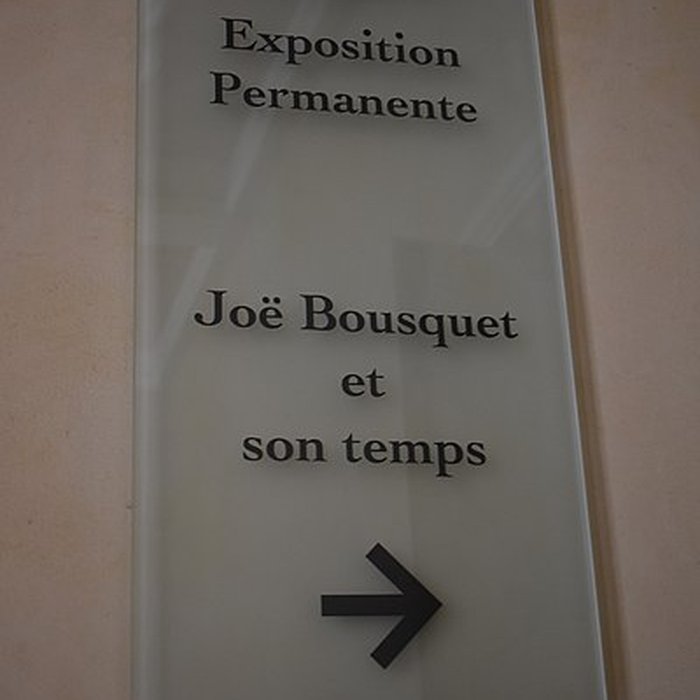 Exposition
Permanente
Joë Bousquet
et
son temps